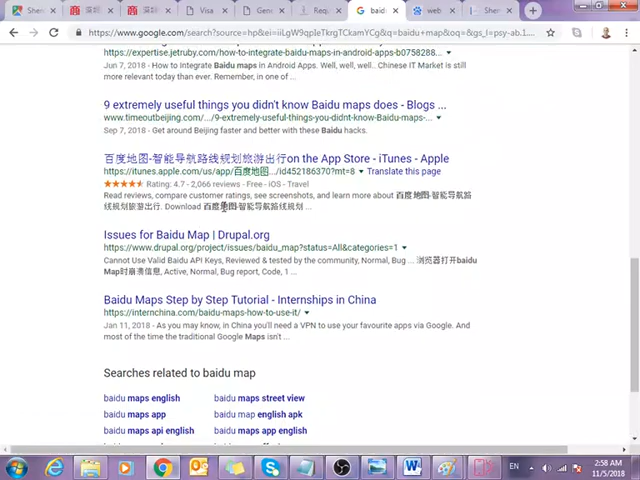 Shen
深圳
深圳
Visa
Gene
Requ
baidu
web
Shen
https://www.google.com/search?source=hp&ei=iigLW9qpIeTkrgTCkamYCg&q=baidu+map&oq=&gs_l=psy-ab.1...
https://expertise.jetruby.com/how-to-integrate-baidu-maps-in-android-apps-b0758288...
Jun 7, 2018 - How to Integrate Baidu maps in Android Apps. Well, well, well.. Chinese IT Market is still
more relevant today than ever. Remember, in one of ...
9 extremely useful things you didn't know Baidu maps does - Blogs ...
www.timeoutbeijing.com/.../9-extremely-useful-things-you-didnt-know-Baidu-maps-...
Sep 7, 2018 - Get around Beijing faster and better with these Baidu hacks.
百度地图-智能导航路线规划旅游出行on the App Store - iTunes - Apple
https://itunes.apple.com/us/app/百度地图.../id452186370?mt=8 Translate this page
Rating: 4.7 - 2,066 reviews - Free - iOS - Travel
Read reviews, compare customer ratings, see screenshots, and learn more about 百度地图-智能导航路
线规划旅游出行. Download 百度地图-智能导航路线规划 ...
Issues for Baidu Map | Drupal.org
https://www.drupal.org/project/issues/baidu_map?status=All&categories=1
Cannot Use Valid Baidu API Keys, Reviewed & tested by the community, Normal, Bug ... 浏览器打开baidu
Map时崩溃信息, Active, Normal, Bug report, Code, 1 ...
Baidu Maps Step by Step Tutorial - Internships in China
https://internchina.com/baidu-maps-how-to-use-it/
Jan 11, 2018 - As you may know, in China you'll need a VPN to use your favourite apps via Google. And
most of the time the traditional Google Maps isn't ...
Searches related to baidu map
baidu maps english
baidu maps street view
baidu maps app
baidu map english apk
baidu maps api english
baidu maps app english
EN
2:58 AM
11/5/2018